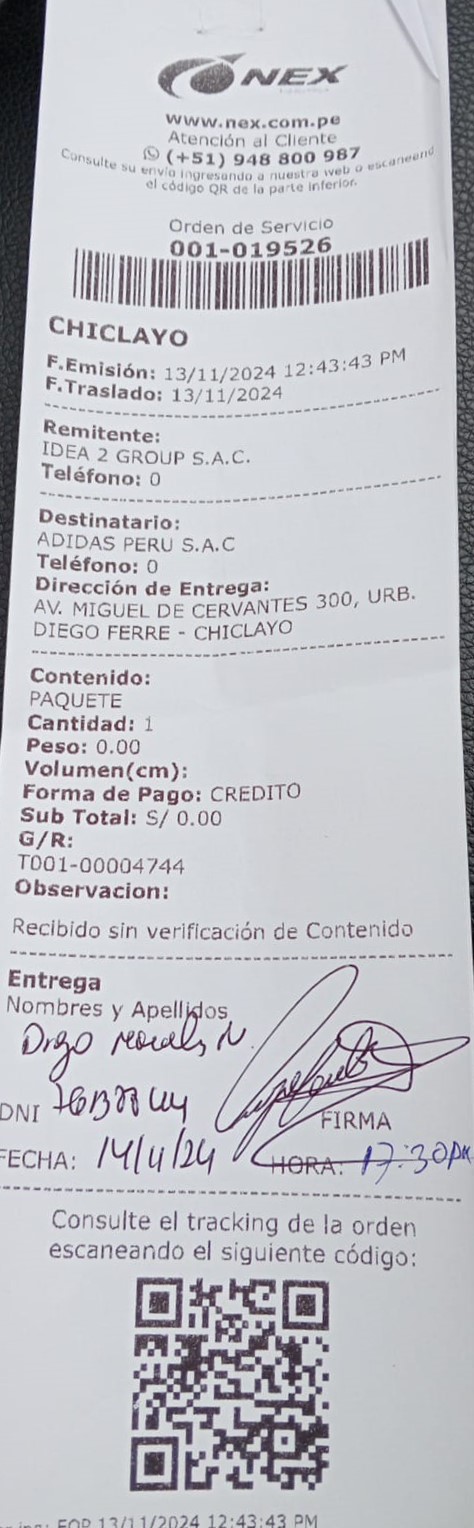 NEX
www.nex.com.pe
Atención al Cliente
(+51) 948 800 987
Consulte su envío ingresando a nuestra web o escaneand
el código QR de la parte inferior.
Orden de Servicio
001-019526
CHICLAYO
F.Emisión: 13/11/2024 12:43:43 PM
F.Traslado: 13/11/2024
Remitente:
IDEA 2 GROUP S.A.C.
Teléfono: 0
Destinatario:
ADIDAS PERU S.A.C
Teléfono: 0
Dirección de Entrega:
AV. MIGUEL DE CERVANTES 300, URB.
DIEGO FERRE - CHICLAYO
Contenido:
PAQUETE
Cantidad: 1
Peso: 0.00
Volumen(cm):
Forma de Pago: CREDITO
Sub Total: S/ 0.00
G/R:
T001-00004744
Observacion:
Recibido sin verificación de Contenido
Entrega
Nombres y Apellidos
DNI
FIRMA
FECHA: 14/11/24 HORA: 17:30PM
Consulte el tracking de la orden
escaneando el siguiente código:
EOR 13/11/2024 12:43:43 PM